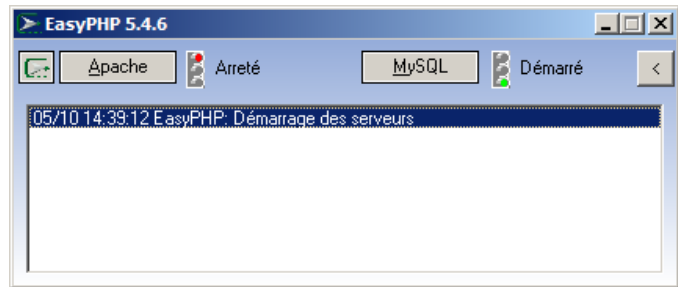 EasyPHP 5.4.6
Apache Arreté MySQL Démarré <
05/10 14:39:12 EasyPHP: Démarrage des serveurs